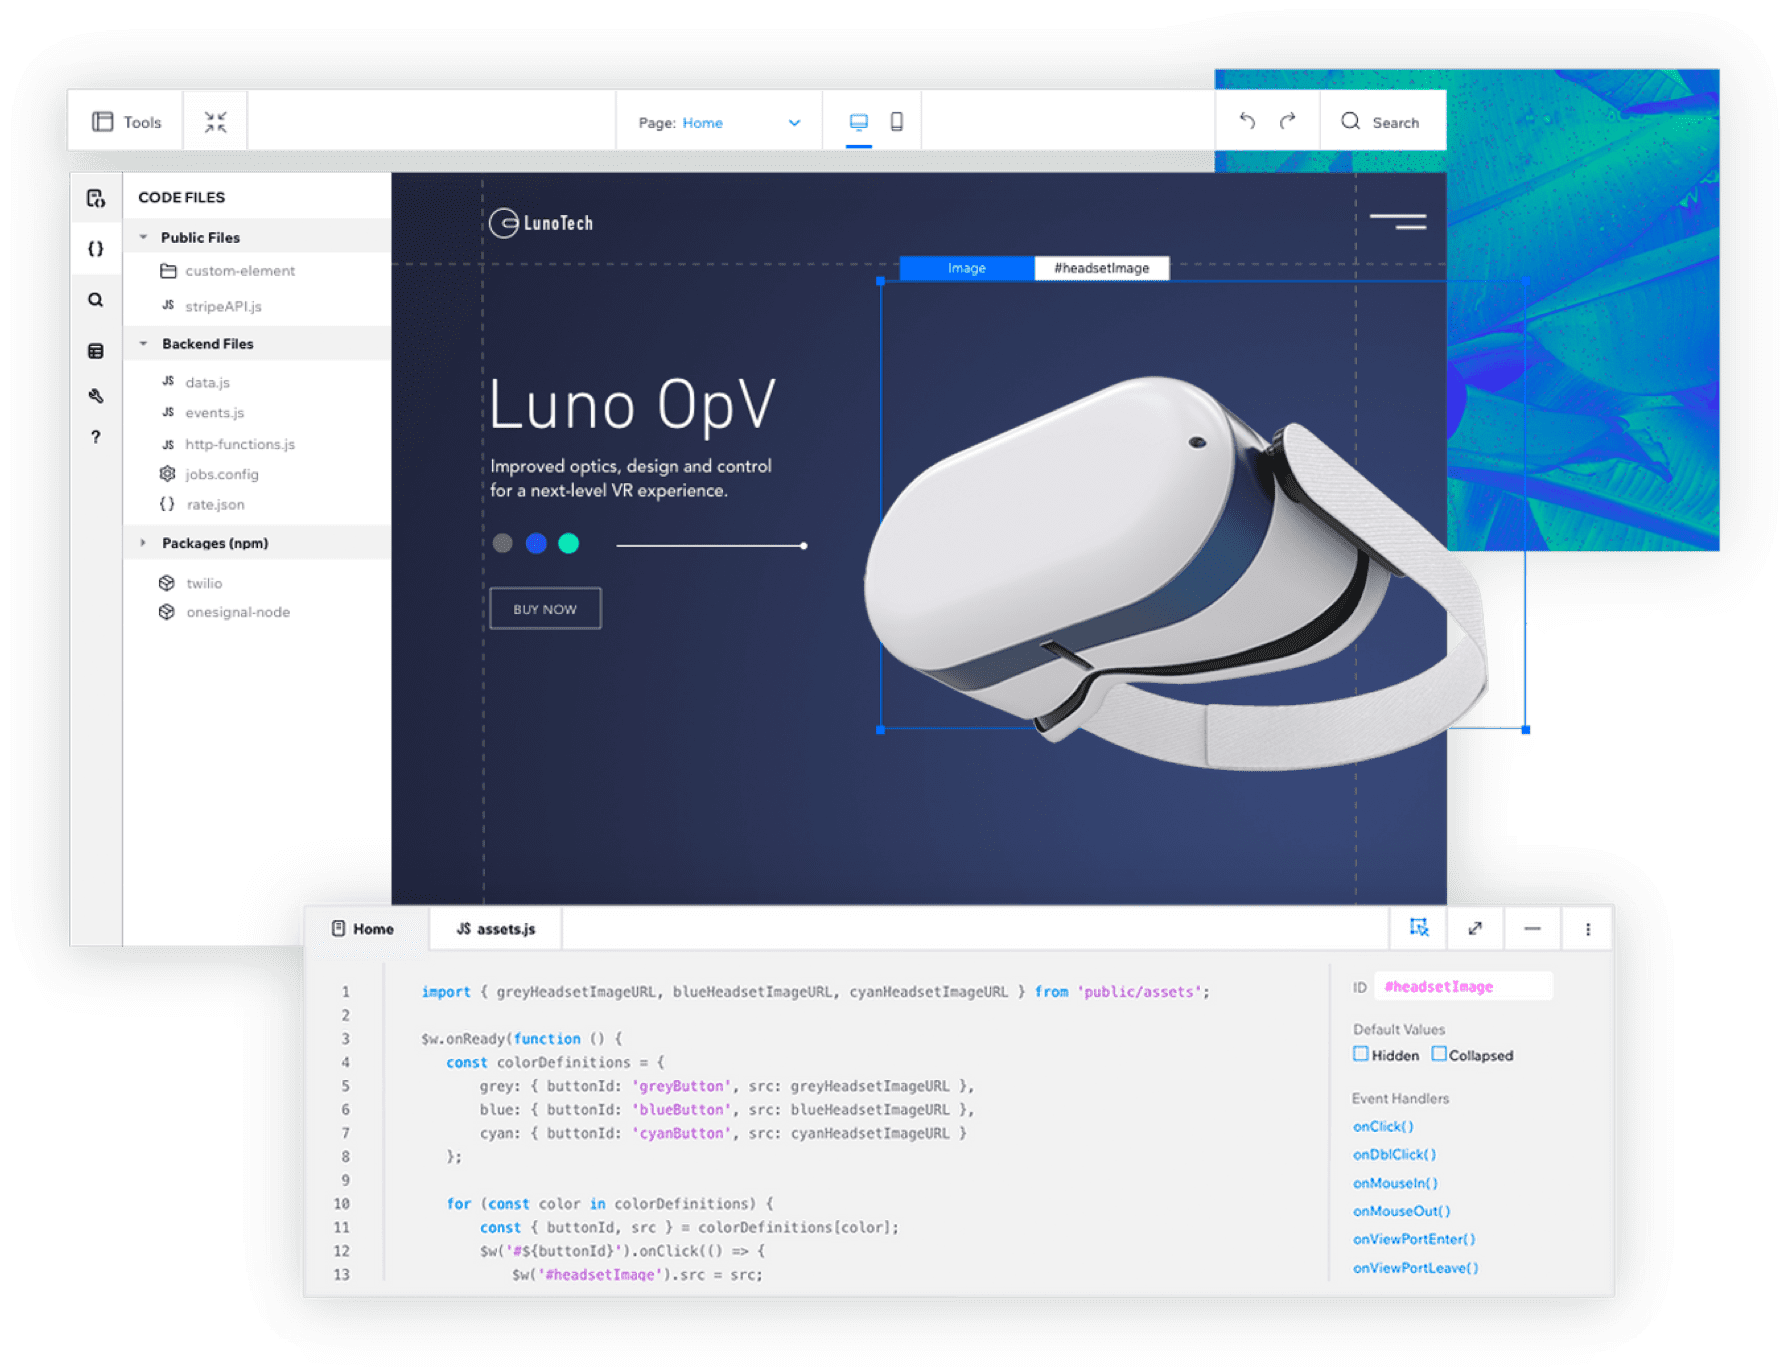 Tools
Page: Home
Search
CODE FILES
Public Files
custom-element
JS stripeAPI.js
Backend Files
JS data.js
JS events.js
JS http-functions.js
jobs.config
{} rate.json
Packages (npm)
twilio
onesignal-node
{}
?
LunoTech
Image #headsetImage
Luno OpV
Improved optics, design and control
for a next-level VR experience.
BUY NOW
Home JS assets.js
1 import { greyHeadsetImageURL, blueHeadsetImageURL, cyanHeadsetImageURL } from 'public/assets';
2
3 $w.onReady(function () {
4 const colorDefinitions = {
5 grey: { buttonId: 'greyButton', src: greyHeadsetImageURL },
6 blue: { buttonId: 'blueButton', src: blueHeadsetImageURL },
7 cyan: { buttonId: 'cyanButton', src: cyanHeadsetImageURL }
8 };
9
10 for (const color in colorDefinitions) {
11 const { buttonId, src } = colorDefinitions[color];
12 $w('#${buttonId}').onClick(() => {
13 $w('#headsetImage').src = src;
ID #headsetImage
Default Values
Hidden Collapsed
Event Handlers
onClick()
onDblClick()
onMouseIn()
onMouseOut()
onViewPortEnter()
onViewPortLeave()